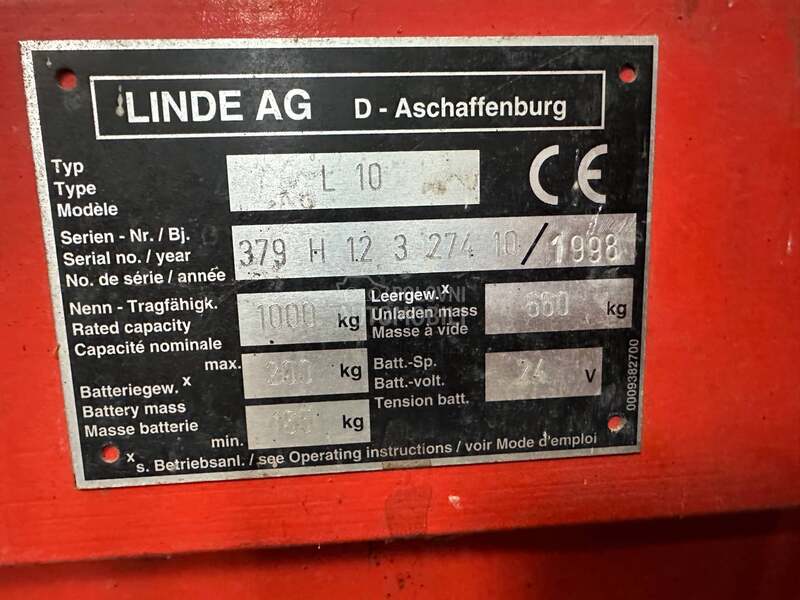 LINDE AG D - Aschaffenburg
Typ
Type
Modèle
L 10
CE
Serien - Nr. / Bj.
Serial no. / year
No. de série / année
379 H 12 3 274 10 / 1998
Nenn - Tragfähigk.
Rated capacity
Capacité nominale
1000 kg
Leergew. x
Unladen mass
Masse à vide
kg
Batteriegew. x
Battery mass
Masse batterie
max. 200 kg
min. kg
Batt.-Sp.
Batt.-volt.
Tension batt.
24 V
x s. Betriebsanl. / see Operating instructions / voir Mode d'emploi
0009382700
POLOVNI